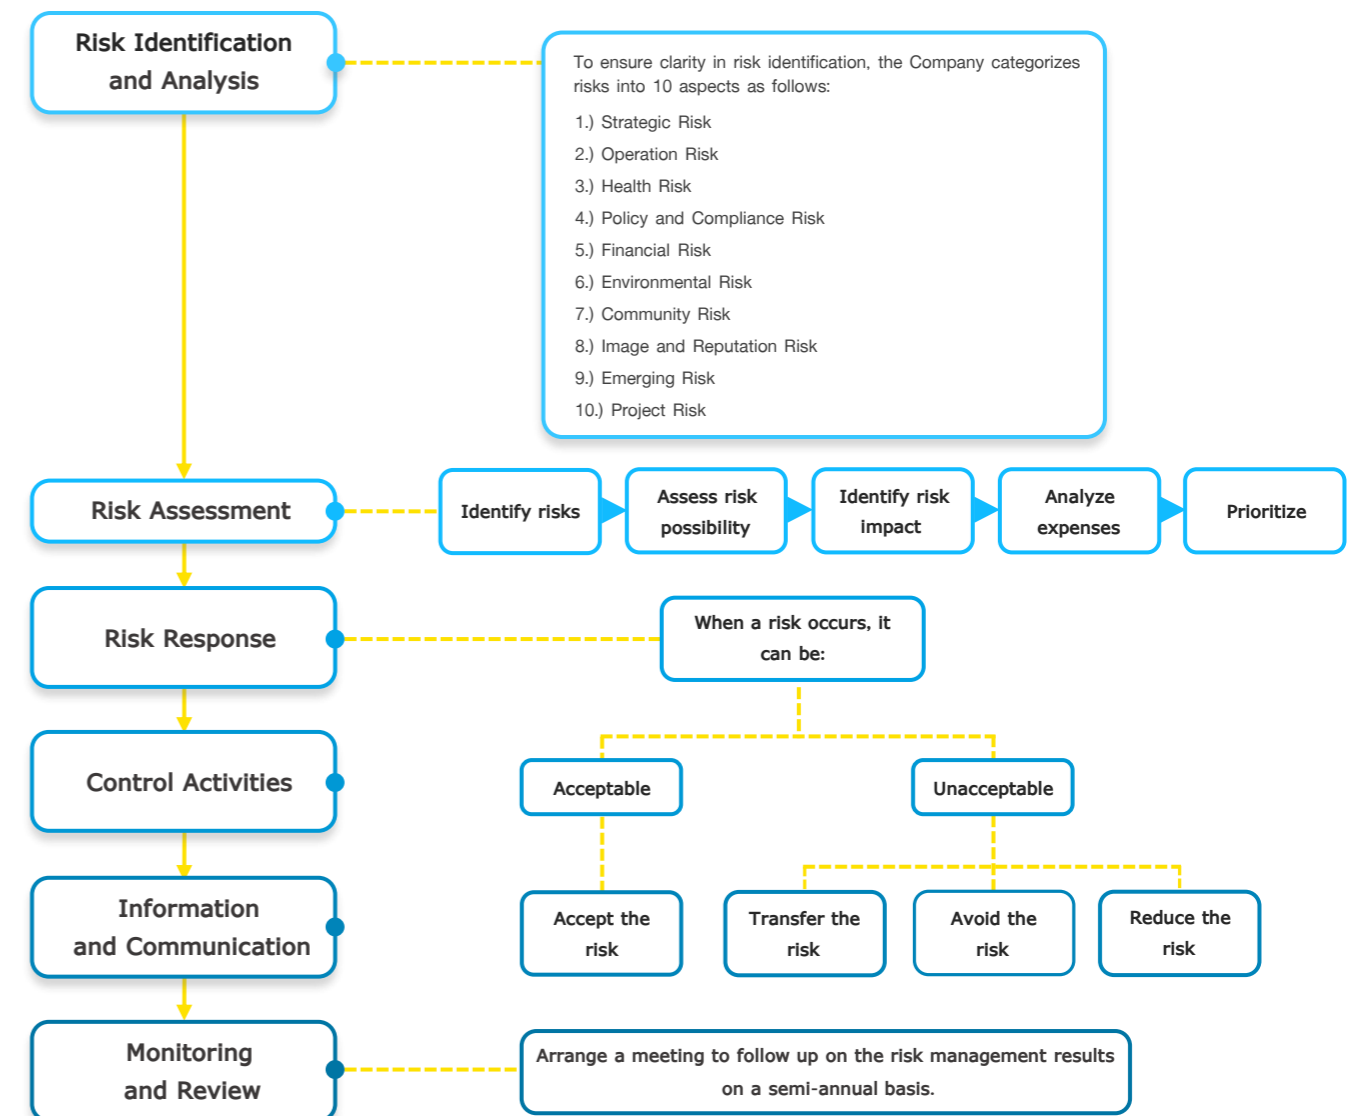 Risk Identification
and Analysis
To ensure clarity in risk identification, the Company categorizes
risks into 10 aspects as follows:
1.) Strategic Risk
2.) Operation Risk
3.) Health Risk
4.) Policy and Compliance Risk
5.) Financial Risk
6.) Environmental Risk
7.) Community Risk
8.) Image and Reputation Risk
9.) Emerging Risk
10.) Project Risk
Risk Assessment
Identify risks
Assess risk
possibility
Identify risk
impact
Analyze
expenses
Prioritize
Risk Response
When a risk occurs, it
can be:
Control Activities
Acceptable
Unacceptable
Information
and Communication
Accept the
risk
Transfer the
risk
Avoid the
risk
Reduce the
risk
Monitoring
and Review
Arrange a meeting to follow up on the risk management results
on a semi-annual basis.